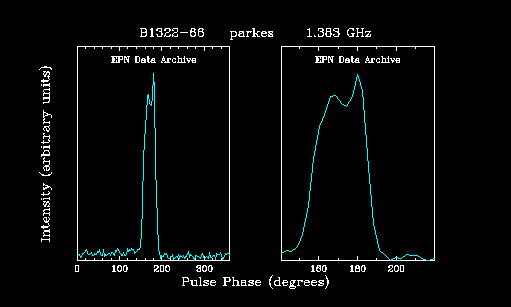 B1322-66 parkes 1.383 GHz
EPN Data Archive EPN Data Archive
Intensity (arbitrary units)
0 100 200 300 160 180 200
Pulse Phase (degrees)